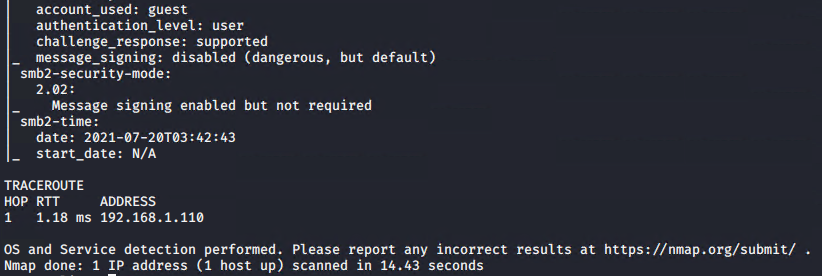 |   account_used: guest
|   authentication_level: user
|   challenge_response: supported
|_  message_signing: disabled (dangerous, but default)
| smb2-security-mode:
|   2.02:
|_    Message signing enabled but not required
| smb2-time:
|   date: 2021-07-20T03:42:43
|_  start_date: N/A
TRACEROUTE
HOP RTT     ADDRESS
1   1.18 ms 192.168.1.110
OS and Service detection performed. Please report any incorrect results at https://nmap.org/submit/ .
Nmap done: 1 IP address (1 host up) scanned in 14.43 seconds